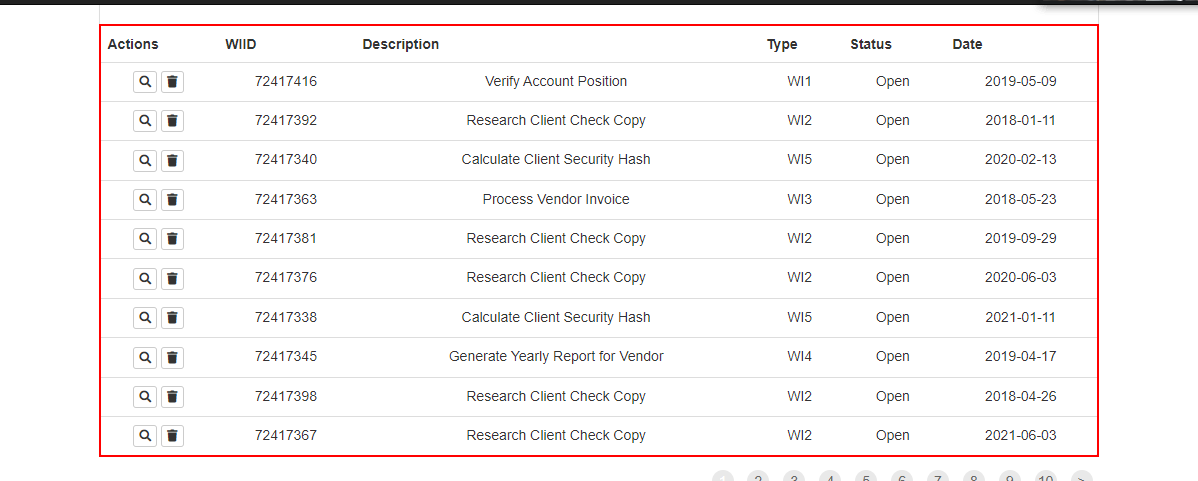 Actions WIID Description Type Status Date
72417416 Verify Account Position WI1 Open 2019-05-09
72417392 Research Client Check Copy WI2 Open 2018-01-11
72417340 Calculate Client Security Hash WI5 Open 2020-02-13
72417363 Process Vendor Invoice WI3 Open 2018-05-23
72417381 Research Client Check Copy WI2 Open 2019-09-29
72417376 Research Client Check Copy WI2 Open 2020-06-03
72417338 Calculate Client Security Hash WI5 Open 2021-01-11
72417345 Generate Yearly Report for Vendor WI4 Open 2019-04-17
72417398 Research Client Check Copy WI2 Open 2018-04-26
72417367 Research Client Check Copy WI2 Open 2021-06-03
1 2 3 4 5 6 7 8 9 10 >